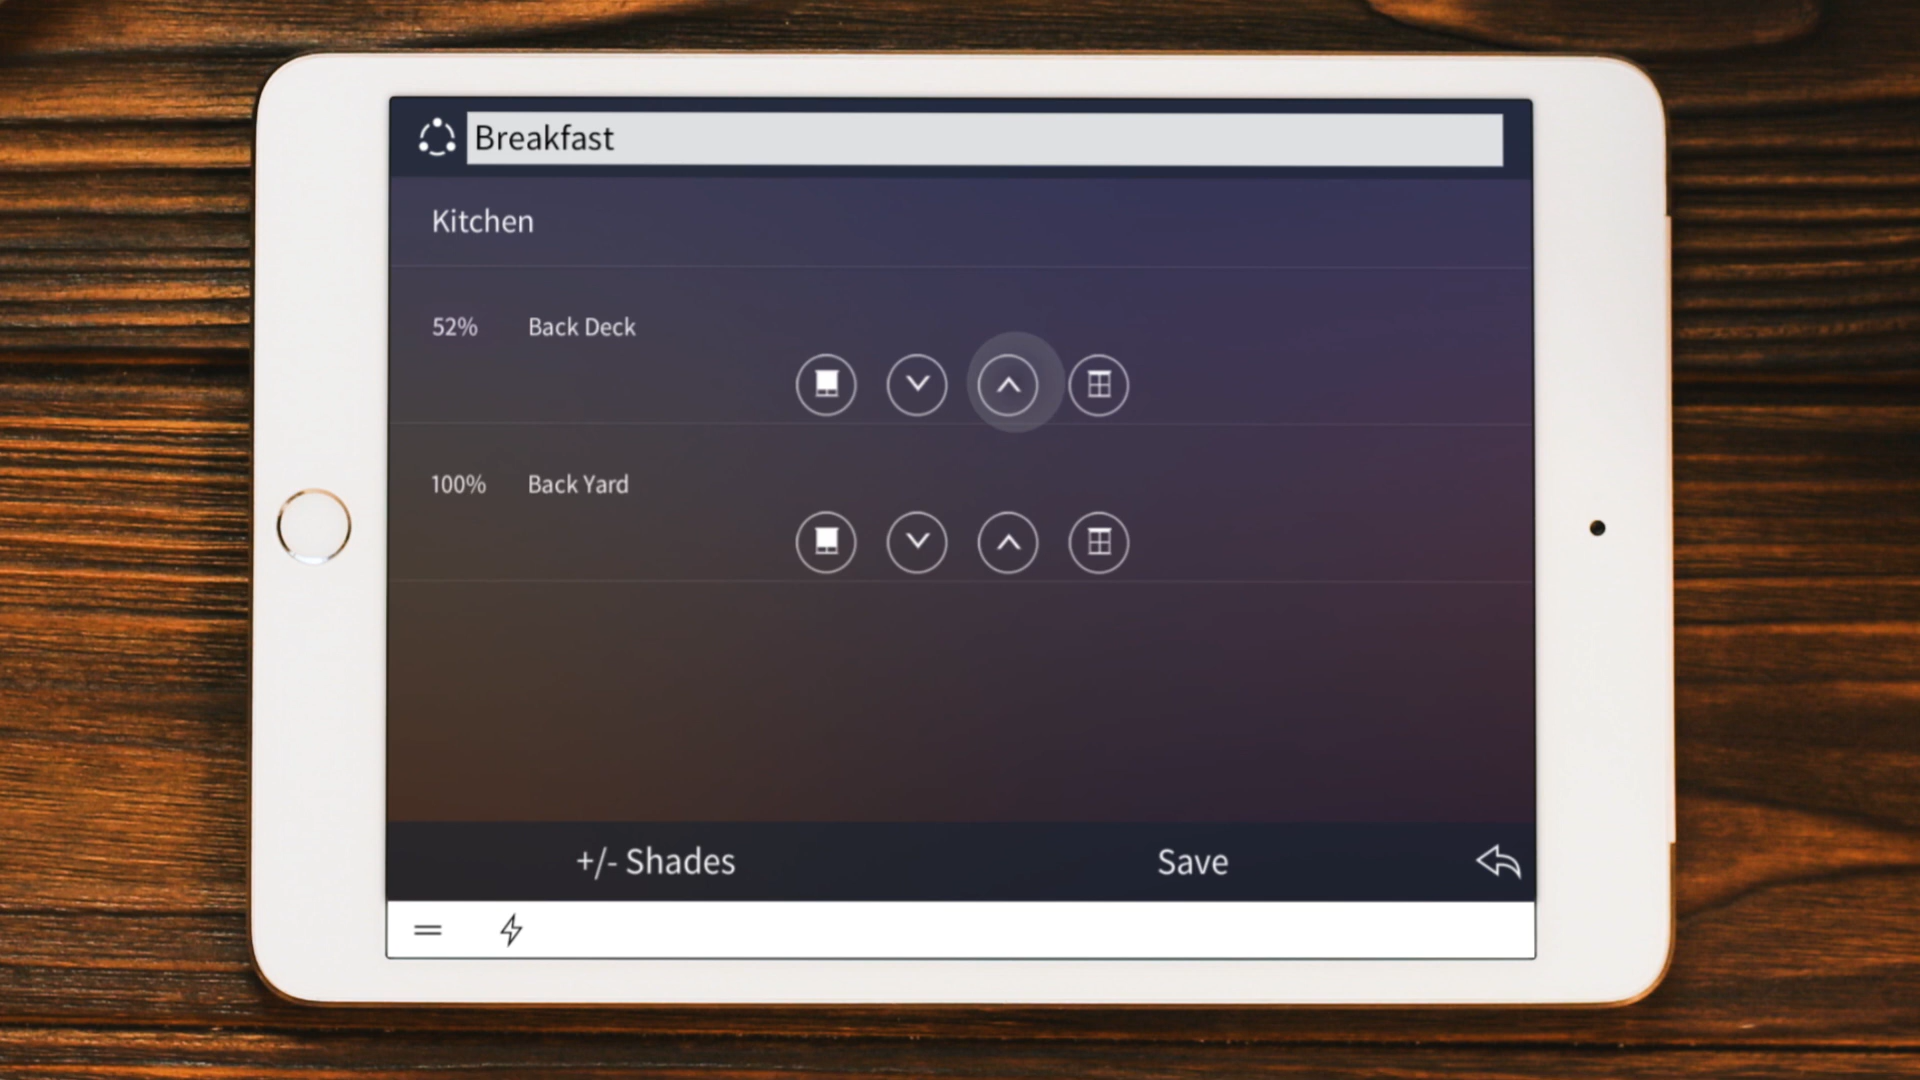 Breakfast
Kitchen
52% Back Deck
100% Back Yard
+/- Shades
Save